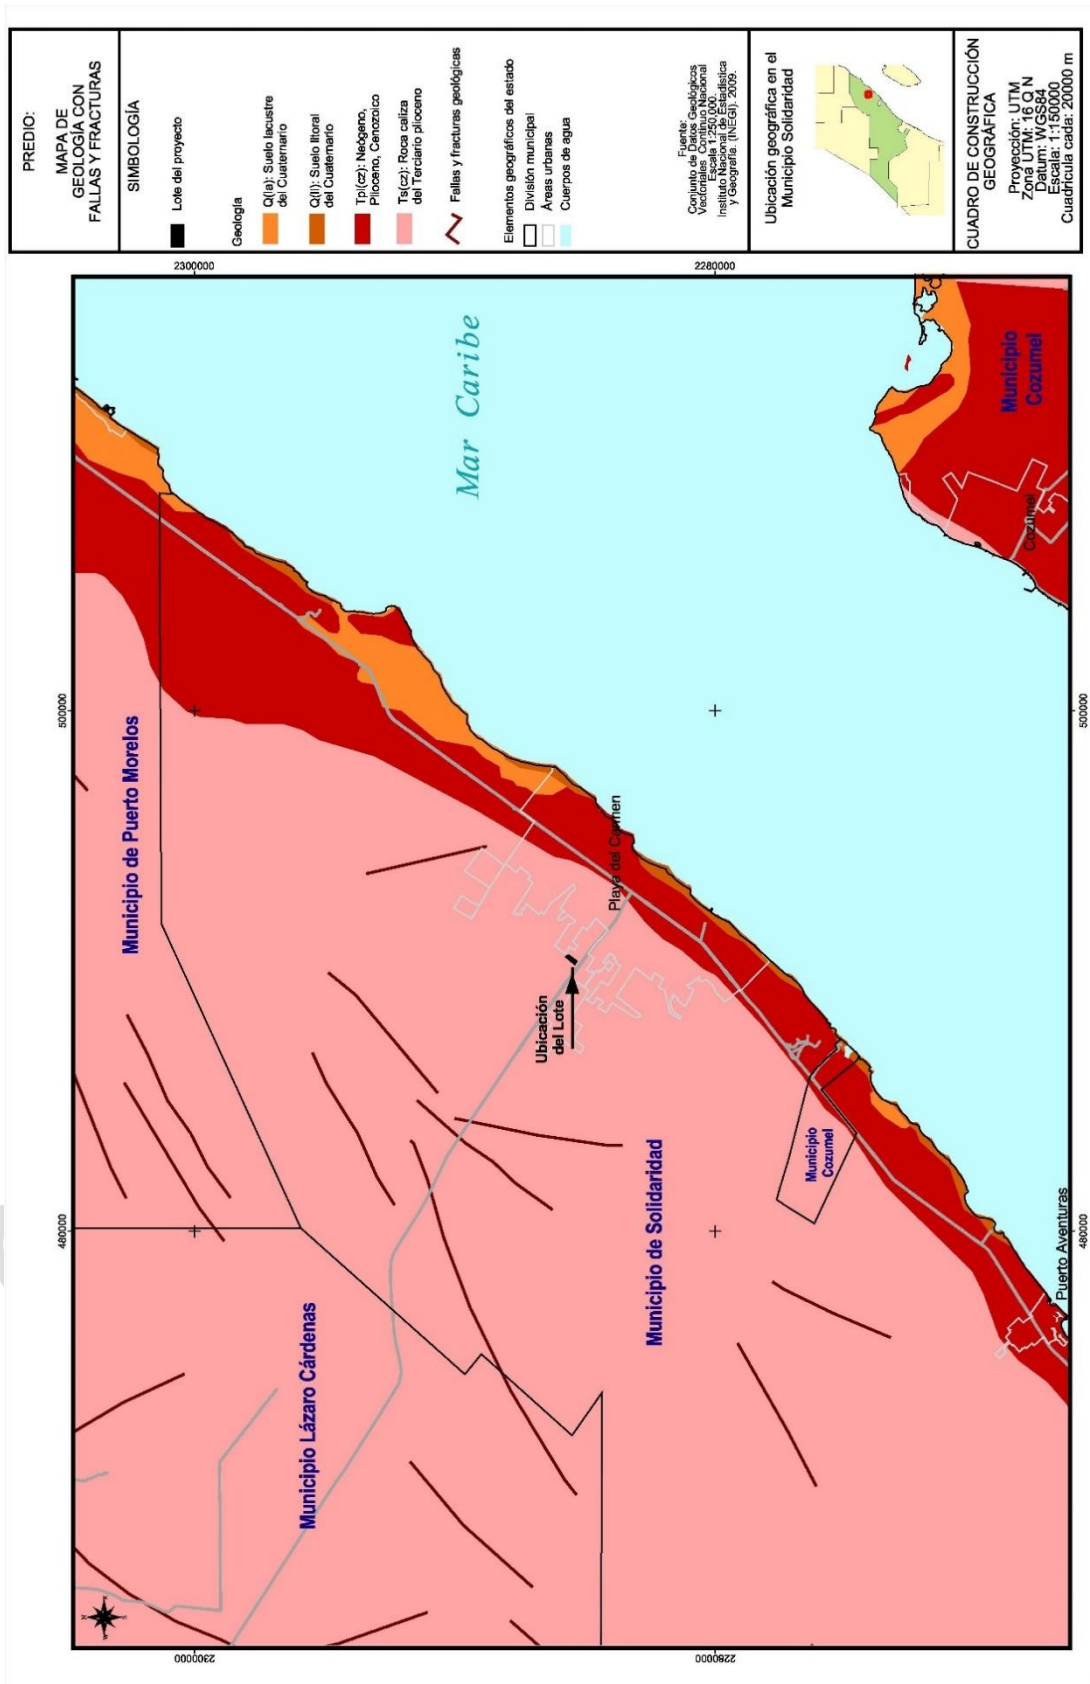 PREDIO:
MAPA DE
GEOLOGÍA CON
FALLAS Y FRACTURAS
SIMBOLOGÍA
Lote del proyecto
Geología
Q(la): Suelo lacustre
del Cuaternario
Q(li): Suelo litoral
del Cuaternario
Tpl(cz): Neógeno,
Plioceno, Cenozoico
Ts(cz): Roca caliza
del Terciario plioceno
Fallas y fracturas geológicas
Elementos geográficos del estado
División municipal
Áreas urbanas
Cuerpos de agua
Fuente:
Conjunto de Datos Geológicos
Vectoriales. Continuo Nacional
Escala 1:250,000.
Instituto Nacional de Estadística
y Geografía. (INEGI). 2009.
Ubicación geográfica en el
Municipio Solidaridad
CUADRO DE CONSTRUCCIÓN
GEOGRÁFICA
Proyección: UTM
Zona UTM: 16 Q N
Datum: WGS84
Escala: 1:150000
Cuadrícula cada: 20000 m
2300000
2280000
Mar Caribe
Municipio
Cozumel
Cozumel
500000
500000
Municipio de Puerto Morelos
Playa del Carmen
Ubicación
del Lote
Municipio
Cozumel
Municipio de Solidaridad
480000
480000
Puerto Aventuras
Municipio Lázaro Cárdenas
2300000
2280000